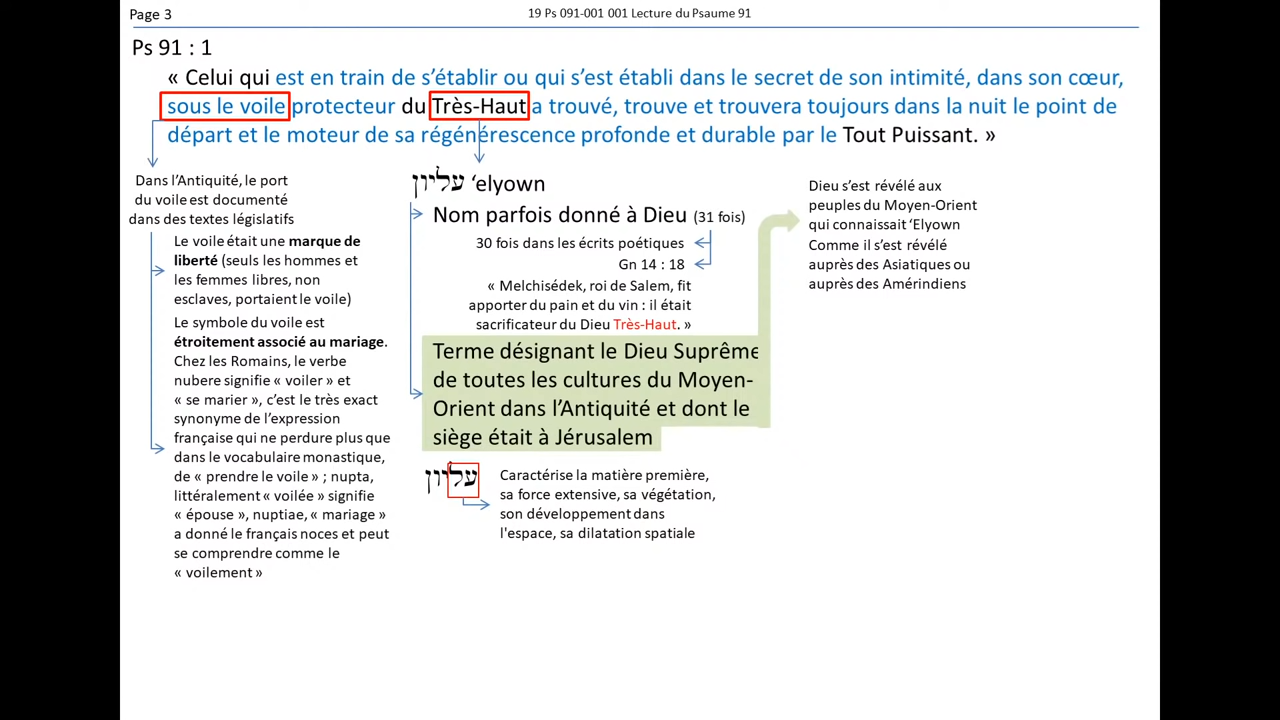 Page 3
19 Ps 091-001 001 Lecture du Psaume 91
Ps 91 : 1
« Celui qui est en train de s’établir ou qui s’est établi dans le secret de son intimité, dans son cœur,
sous le voile protecteur du Très-Haut a trouvé, trouve et trouvera toujours dans la nuit le point de
départ et le moteur de sa régénérescence profonde et durable par le Tout Puissant. »
Dans l’Antiquité, le port
du voile est documenté
dans des textes législatifs
Le voile était une marque de
liberté (seuls les hommes et
les femmes libres, non
esclaves, portaient le voile)
Le symbole du voile est
étroitement associé au mariage.
Chez les Romains, le verbe
nubere signifie « voiler » et
« se marier », c’est le très exact
synonyme de l’expression
française qui ne perdure plus que
dans le vocabulaire monastique,
de « prendre le voile » ; nupta,
littéralement « voilée » signifie
« épouse », nuptiae, « mariage »
a donné le français noces et peut
se comprendre comme le
« voilement »
עליון ‘elyown
Nom parfois donné à Dieu (31 fois)
30 fois dans les écrits poétiques
Gn 14 : 18
« Melchisédek, roi de Salem, fit
apporter du pain et du vin : il était
sacrificateur du Dieu Très-Haut. »
Terme désignant le Dieu Suprême
de toutes les cultures du Moyen-
Orient dans l’Antiquité et dont le
siège était à Jérusalem
עליון
Caractérise la matière première,
sa force extensive, sa végétation,
son développement dans
l'espace, sa dilatation spatiale
Dieu s’est révélé aux
peuples du Moyen-Orient
qui connaissait ‘Elyown
Comme il s’est révélé
auprès des Asiatiques ou
auprès des Amérindiens